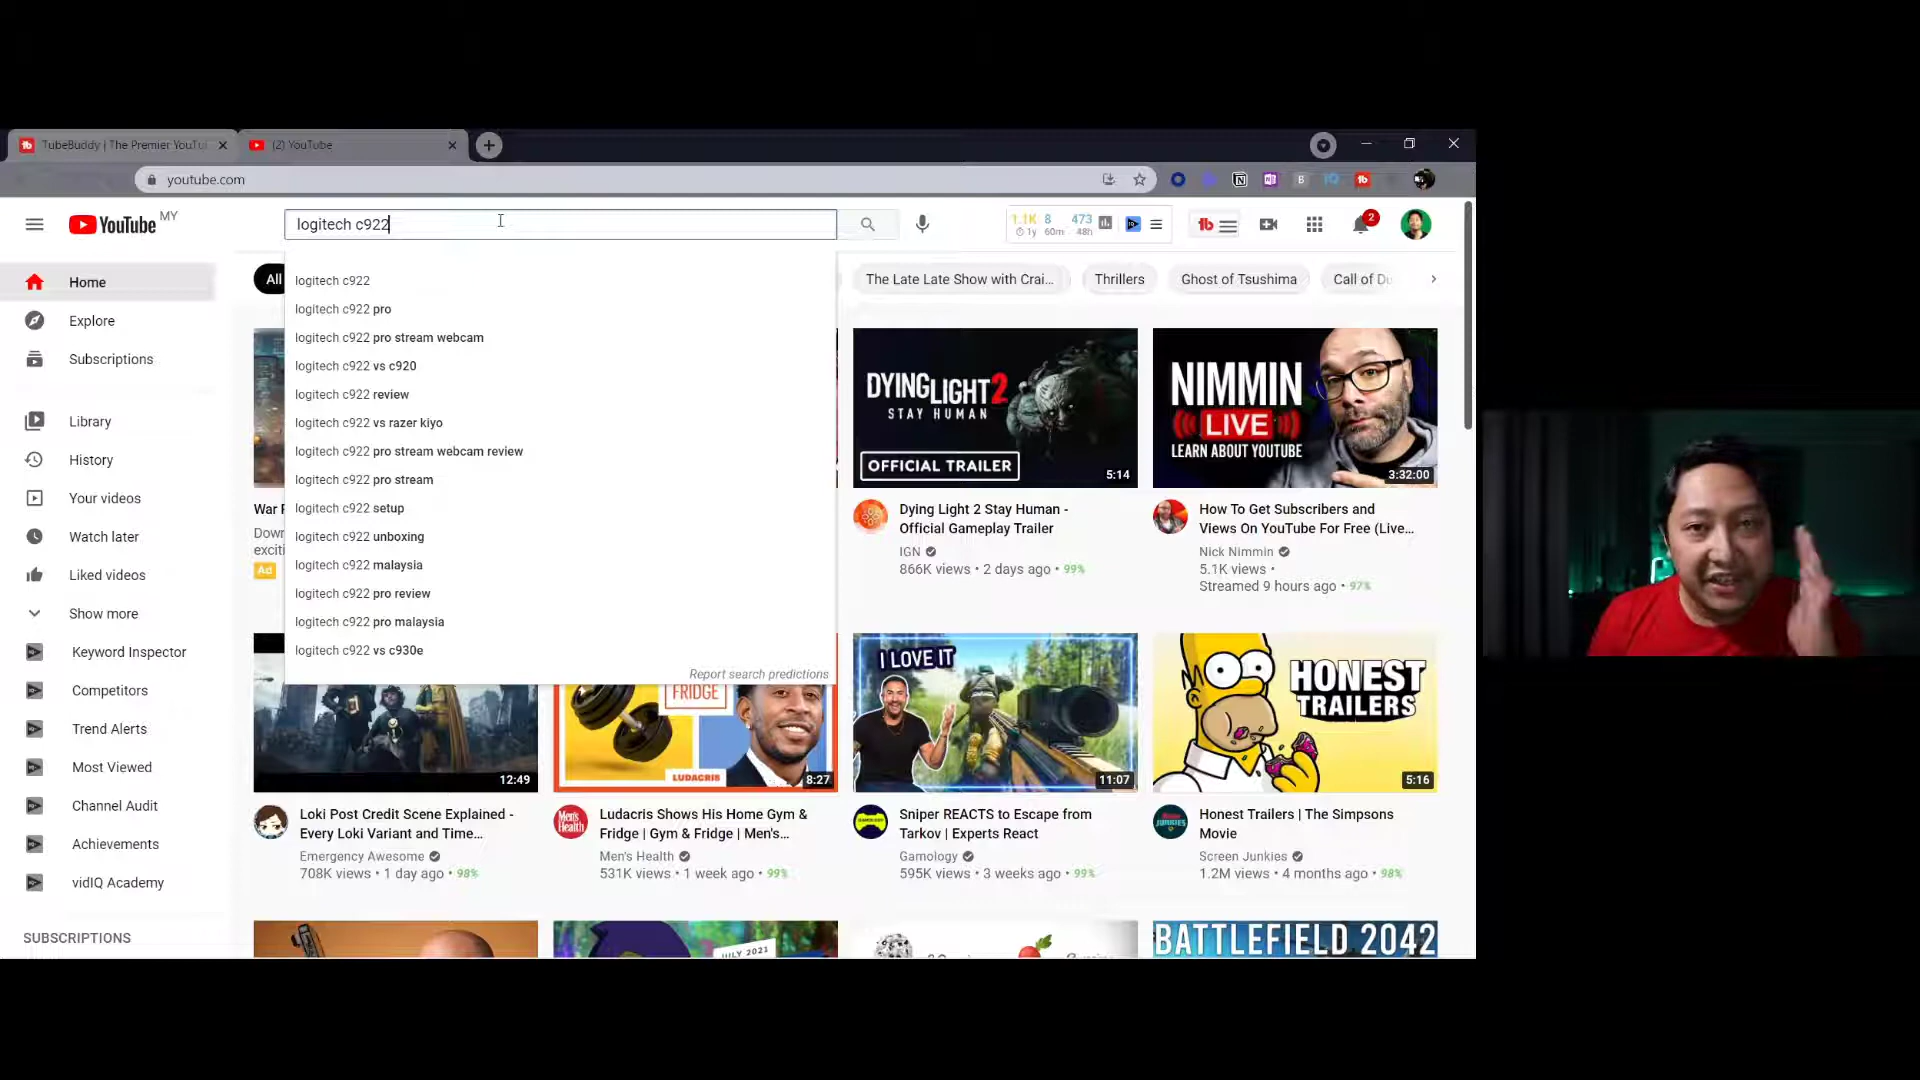 TubeBuddy | The Premier YouTu
(2) YouTube
youtube.com
YouTube MY
logitech c922
1.1K 8 473
1y 60m 48h
2
All
The Late Late Show with Crai...
Thrillers
Ghost of Tsushima
Call of Du
Home
Explore
Subscriptions
Library
History
Your videos
Watch later
Liked videos
Show more
Keyword Inspector
Competitors
Trend Alerts
Most Viewed
Channel Audit
Achievements
vidIQ Academy
SUBSCRIPTIONS
logitech c922
logitech c922 pro
logitech c922 pro stream webcam
logitech c922 vs c920
logitech c922 review
logitech c922 vs razer kiyo
logitech c922 pro stream webcam review
logitech c922 pro stream
logitech c922 setup
logitech c922 unboxing
logitech c922 malaysia
logitech c922 pro review
logitech c922 pro malaysia
logitech c922 vs c930e
Report search predictions
War
Down
exciti
Ad
DYING LIGHT 2
STAY HUMAN
OFFICIAL TRAILER
5:14
Dying Light 2 Stay Human -
Official Gameplay Trailer
IGN
866K views • 2 days ago • 99%
NIMMIN
LIVE
LEARN ABOUT YOUTUBE
3:32:00
How To Get Subscribers and
Views On YouTube For Free (Live...
Nick Nimmin
5.1K views •
Streamed 9 hours ago • 97%
12:49
Loki Post Credit Scene Explained -
Every Loki Variant and Time...
Emergency Awesome
708K views • 1 day ago • 98%
FRIDGE
LUDACRIS
8:27
Men's Health
Ludacris Shows His Home Gym &
Fridge | Gym & Fridge | Men's...
Men's Health
531K views • 1 week ago • 99%
I LOVE IT
11:07
Sniper REACTS to Escape from
Tarkov | Experts React
Gamology
595K views • 3 weeks ago • 99%
HONEST
TRAILERS
5:16
Honest Trailers | The Simpsons
Movie
Screen Junkies
1.2M views • 4 months ago • 98%
JULY 2021
BATTLEFIELD 2042